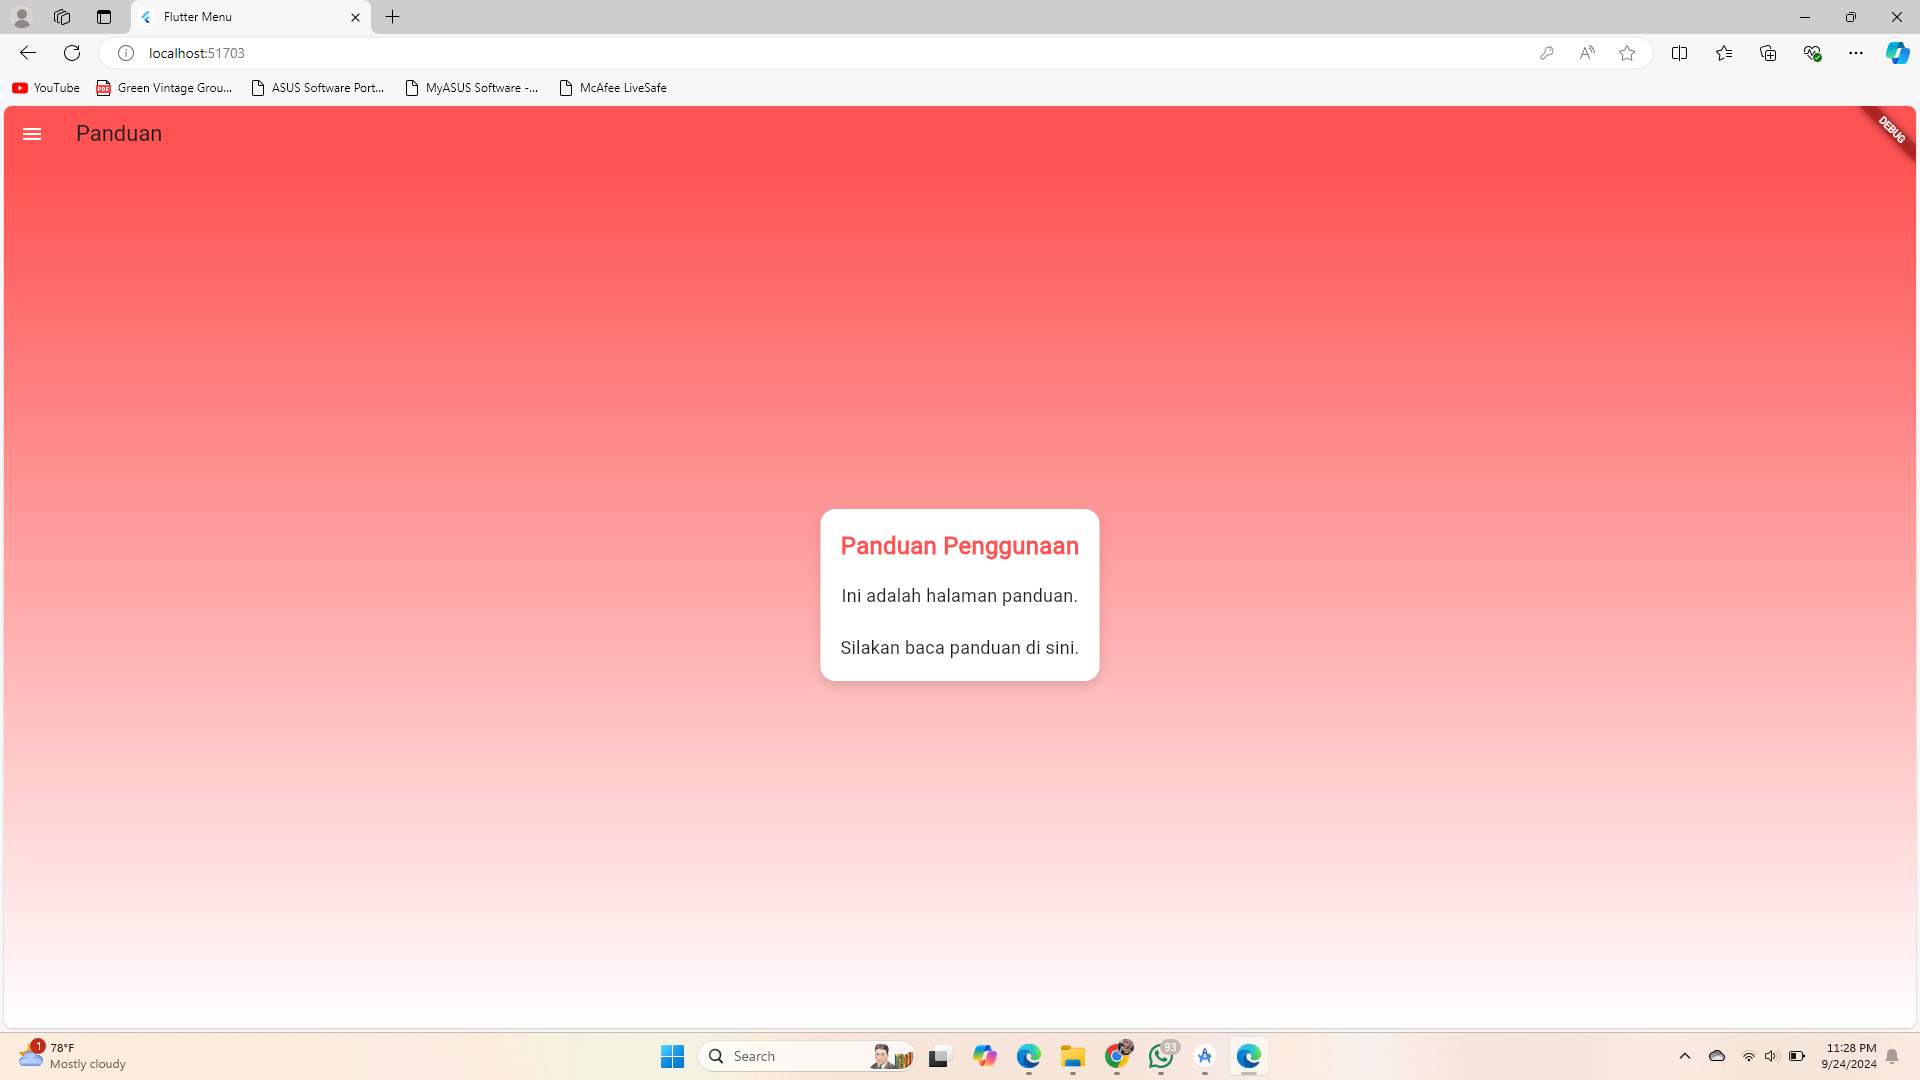 Flutter Menu
localhost:51703
YouTube
Green Vintage Grou...
ASUS Software Port...
MyASUS Software -...
McAfee LiveSafe
Panduan
DEBUG
Panduan Penggunaan
Ini adalah halaman panduan.
Silakan baca panduan di sini.
1
78°F
Mostly cloudy
Search
93
11:28 PM
9/24/2024